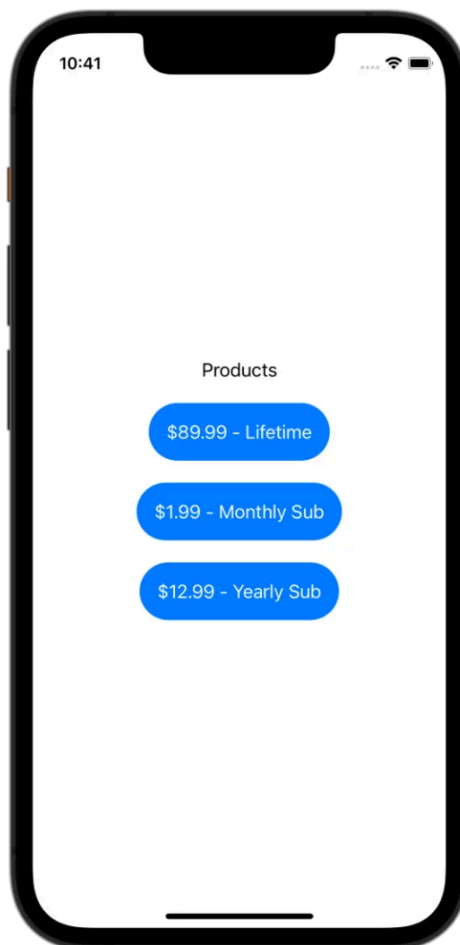 10:41
Products
$89.99 - Lifetime
$1.99 - Monthly Sub
$12.99 - Yearly Sub